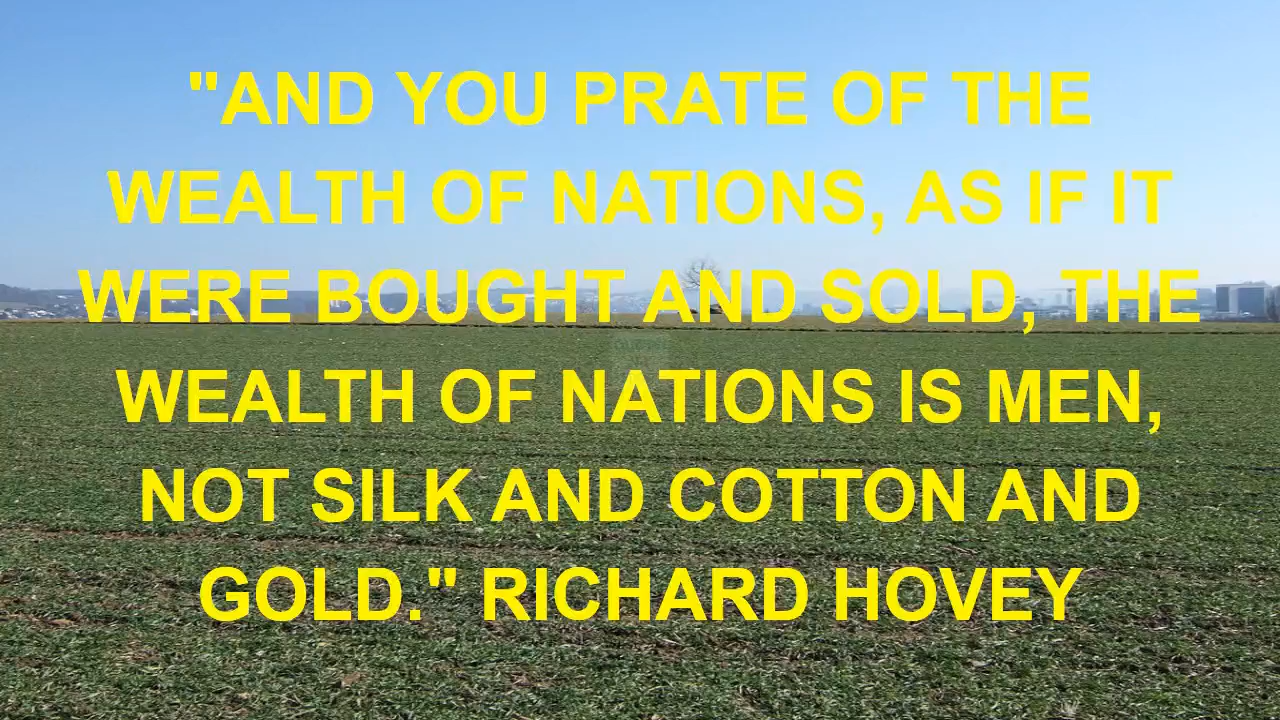 "AND YOU PRATE OF THE
WEALTH OF NATIONS, AS IF IT
WERE BOUGHT AND SOLD, THE
WEALTH OF NATIONS IS MEN,
NOT SILK AND COTTON AND
GOLD." RICHARD HOVEY